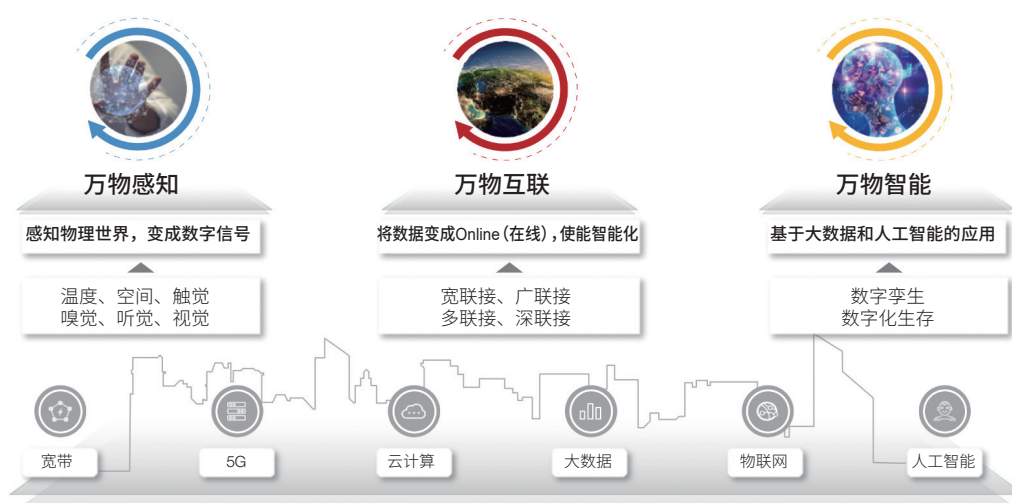 万物感知
万物互联
万物智能
感知物理世界，变成数字信号
将数据变成Online（在线），使能智能化
基于大数据和人工智能的应用
温度、空间、触觉
嗅觉、听觉、视觉
宽联接、广联接
多联接、深联接
数字孪生
数字化生存
宽带
5G
云计算
大数据
物联网
人工智能